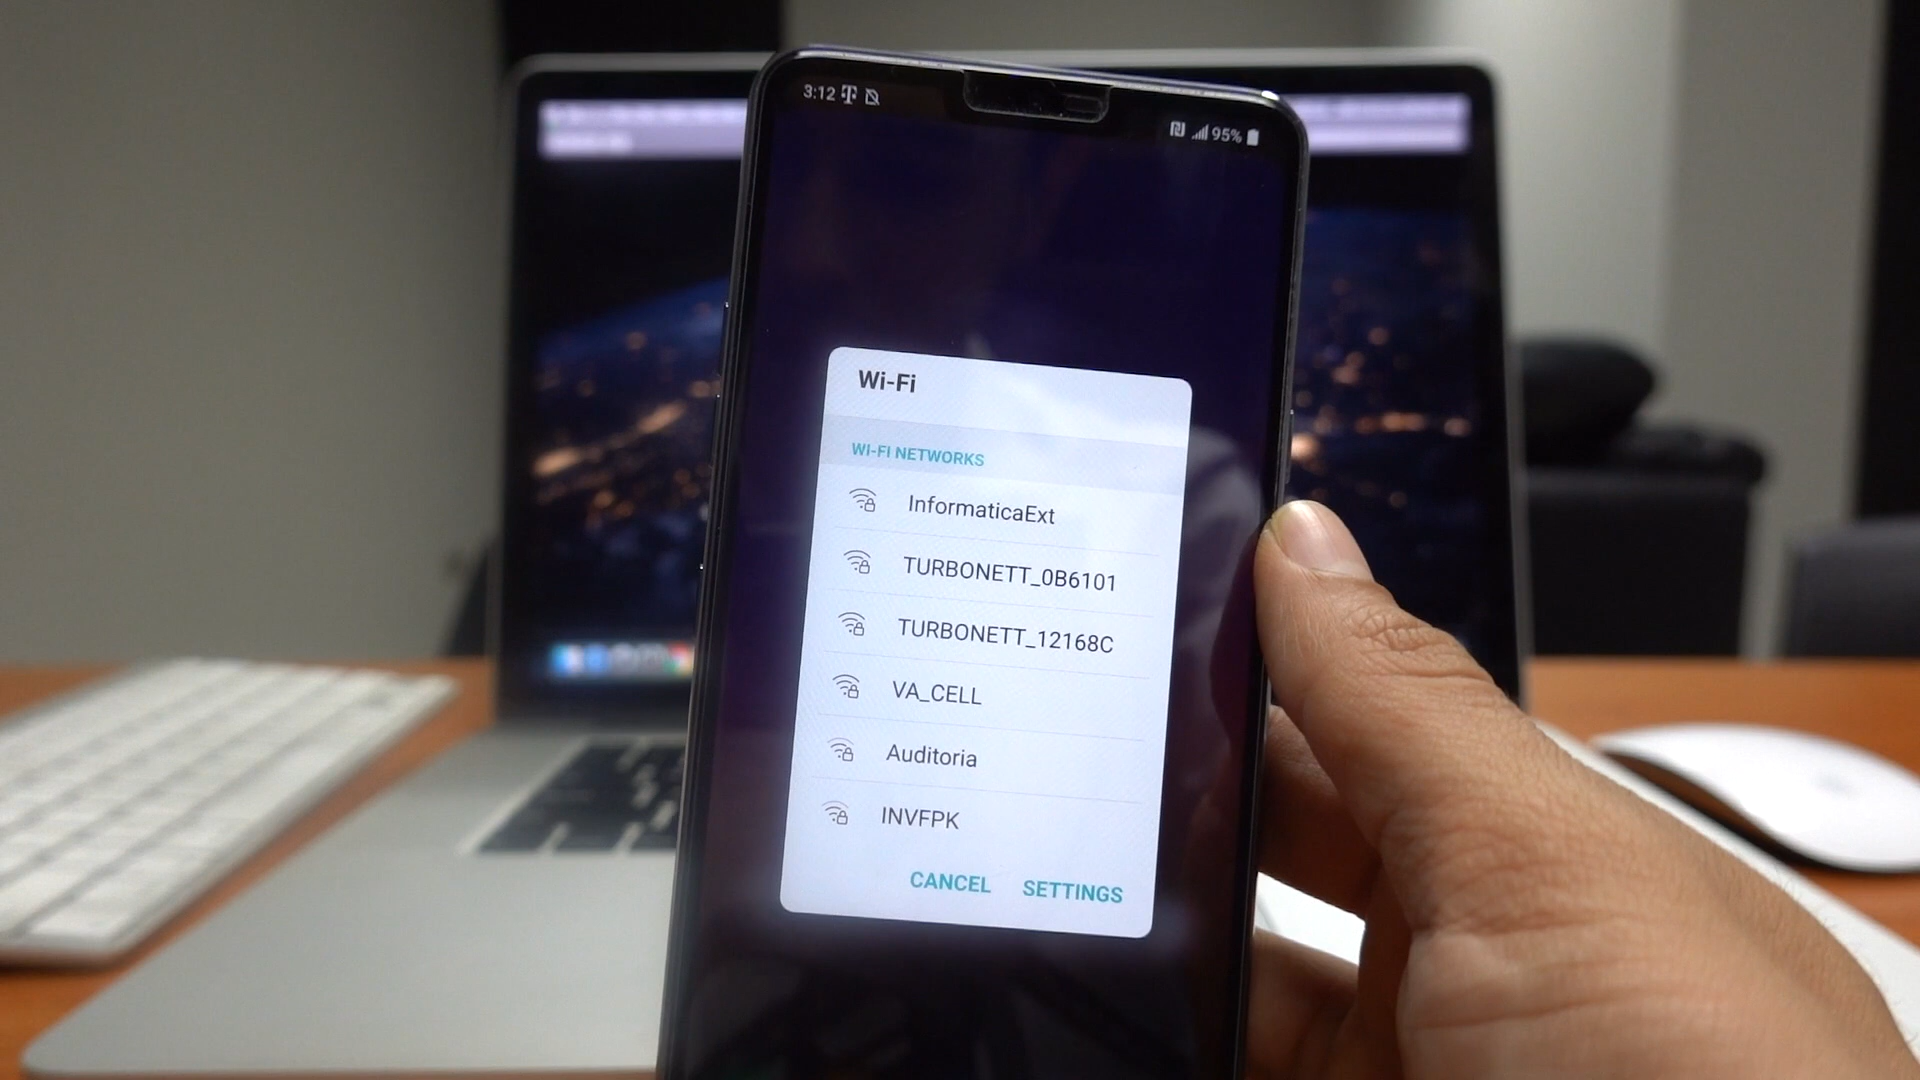 3:12
95%
Wi-Fi
WI-FI NETWORKS
InformaticaExt
TURBONETT_0B6101
TURBONETT_12168C
VA_CELL
Auditoria
INVFPK
CANCEL SETTINGS